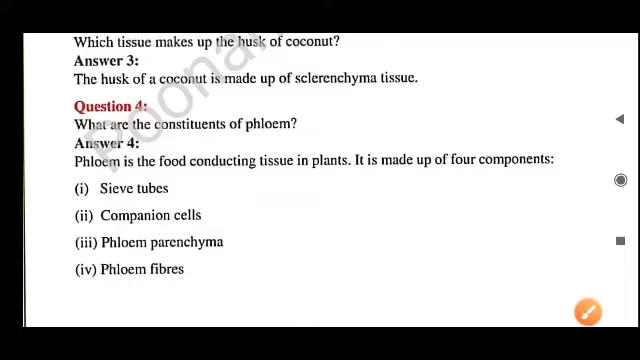 Which tissue makes up the husk of coconut?
Answer 3:
The husk of a coconut is made up of sclerenchyma tissue.
Question 4:
What are the constituents of phloem?
Answer 4:
Phloem is the food conducting tissue in plants. It is made up of four components:
(i) Sieve tubes
(ii) Companion cells
(iii) Phloem parenchyma
(iv) Phloem fibres